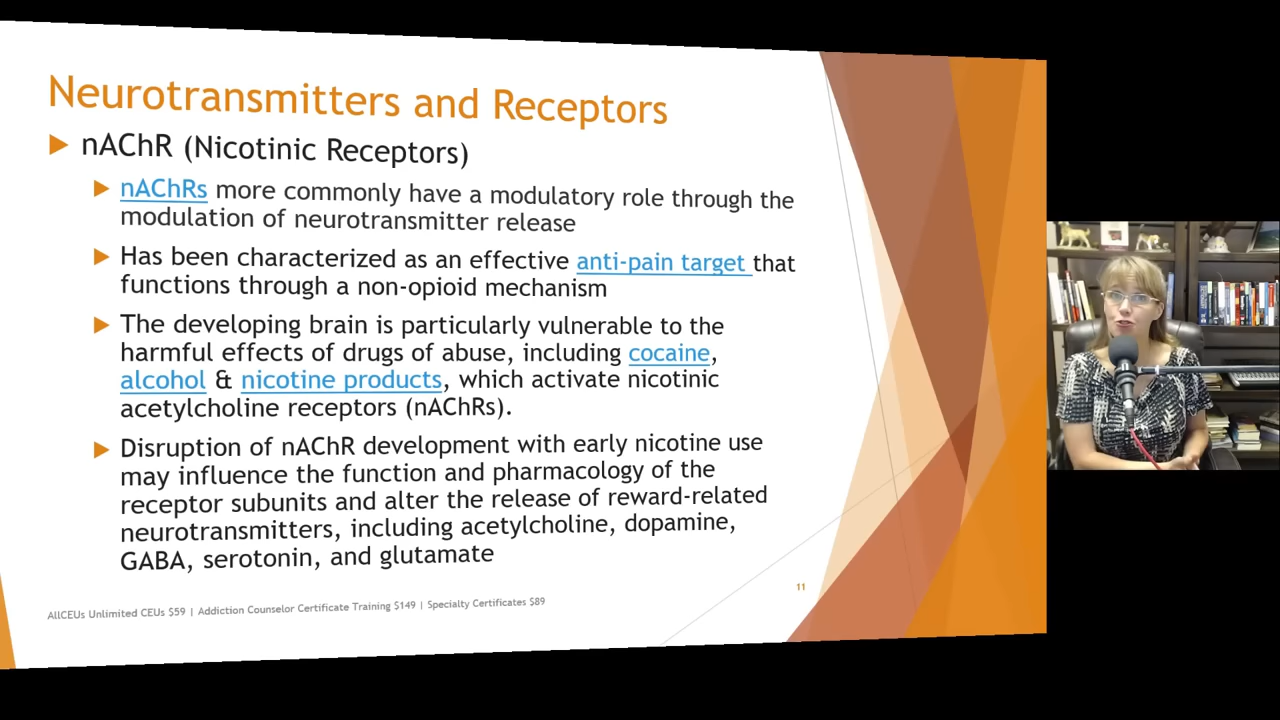 Neurotransmitters and Receptors
nAChR (Nicotinic Receptors)
nAChRs more commonly have a modulatory role through the
modulation of neurotransmitter release
Has been characterized as an effective anti-pain target that
functions through a non-opioid mechanism
The developing brain is particularly vulnerable to the
harmful effects of drugs of abuse, including cocaine,
alcohol & nicotine products, which activate nicotinic
acetylcholine receptors (nAChRs).
Disruption of nAChR development with early nicotine use
may influence the function and pharmacology of the
receptor subunits and alter the release of reward-related
neurotransmitters, including acetylcholine, dopamine,
GABA, serotonin, and glutamate
11
AllCEUs Unlimited CEUs $59 | Addiction Counselor Certificate Training $149 | Specialty Certificates $89